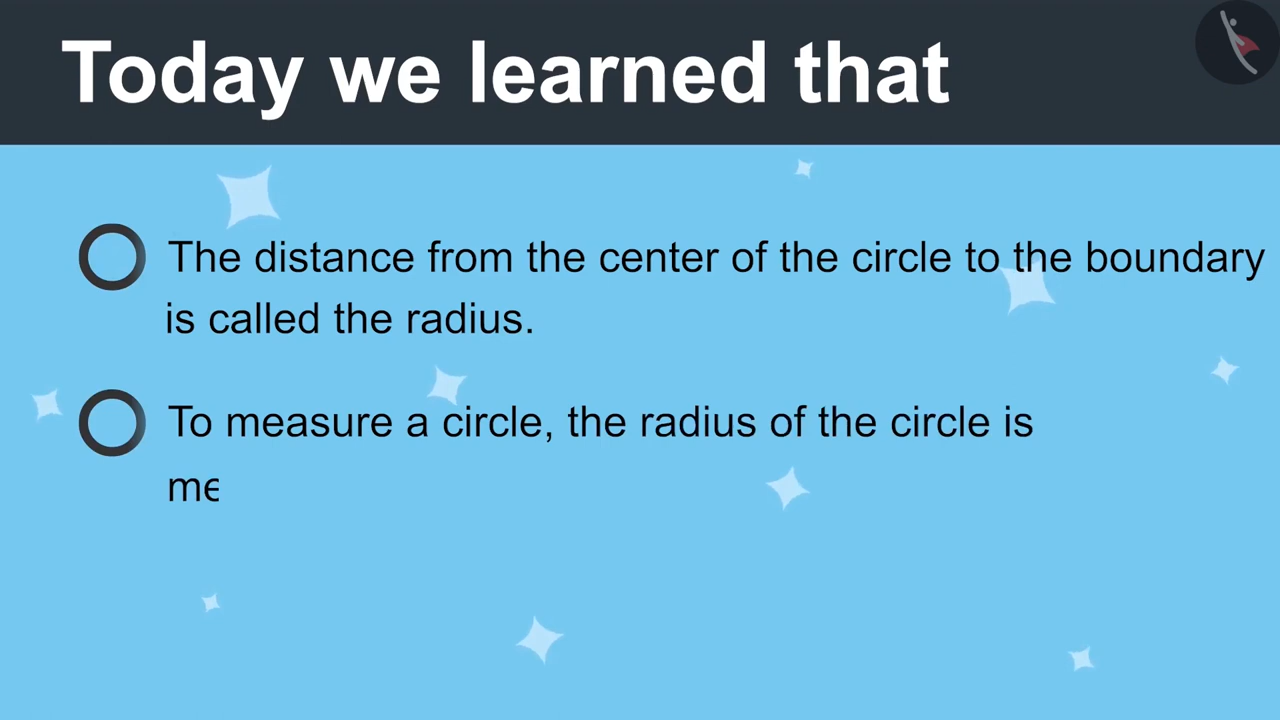 Today we learned that
The distance from the center of the circle to the boundary
is called the radius.
To measure a circle, the radius of the circle is
me